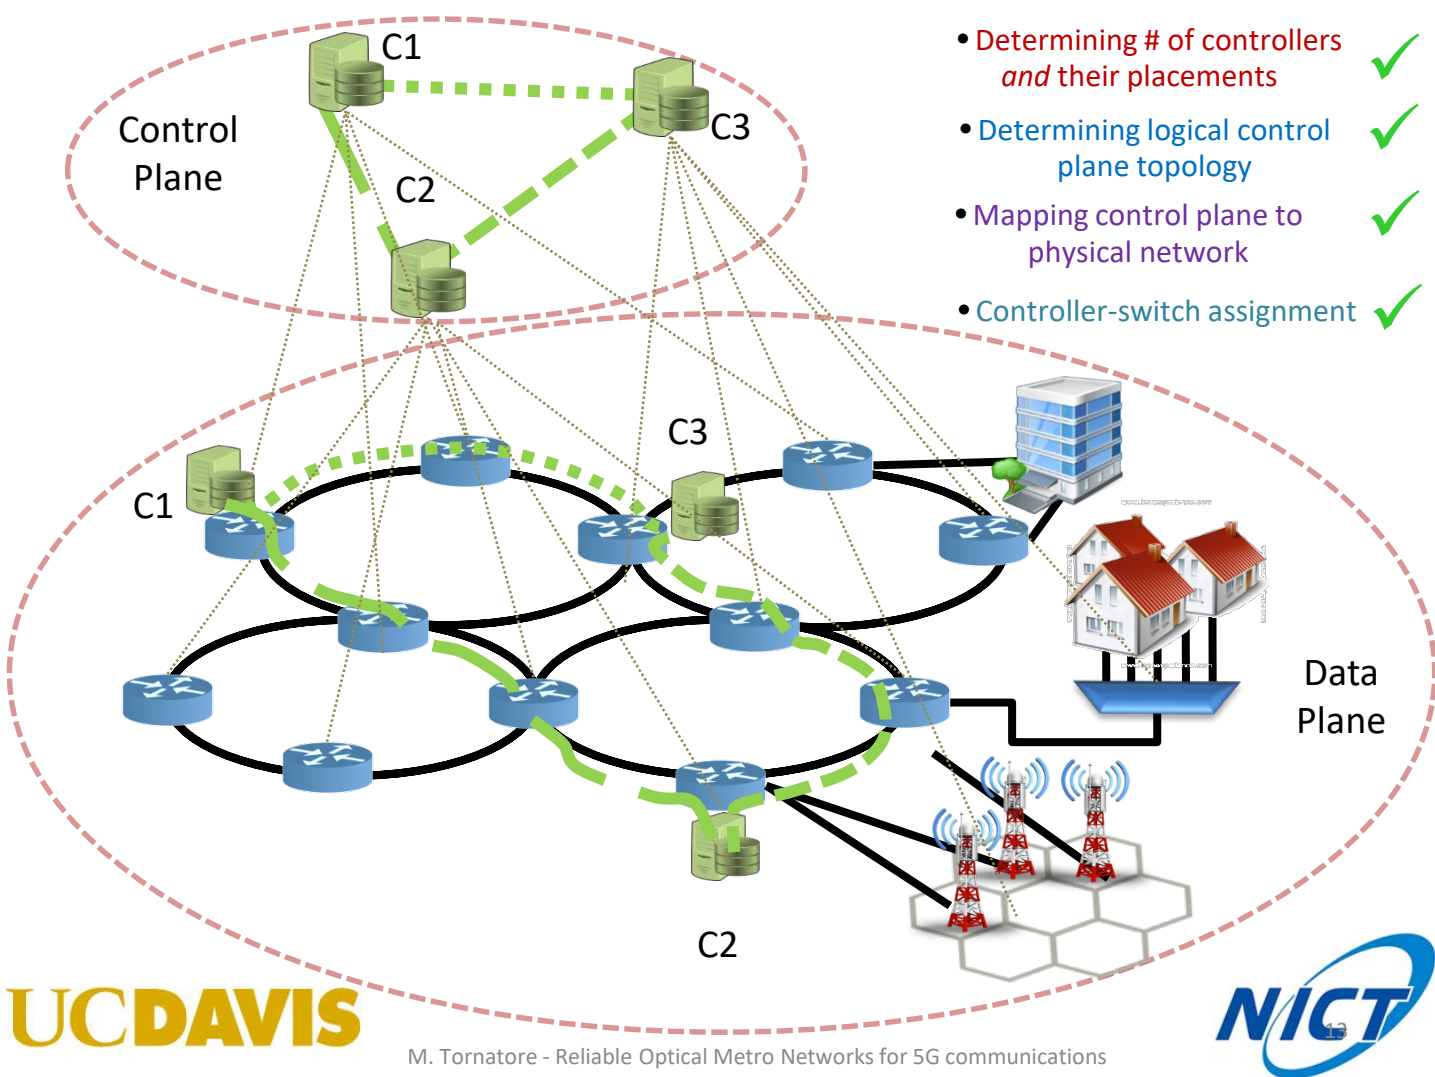 C1
C3
Control
Plane
C2
• Determining # of controllers
and their placements
• Determining logical control
plane topology
• Mapping control plane to
physical network
• Controller-switch assignment
C3
C1
Data
Plane
C2
UCDAVIS
NICT
13
M. Tornatore - Reliable Optical Metro Networks for 5G communications